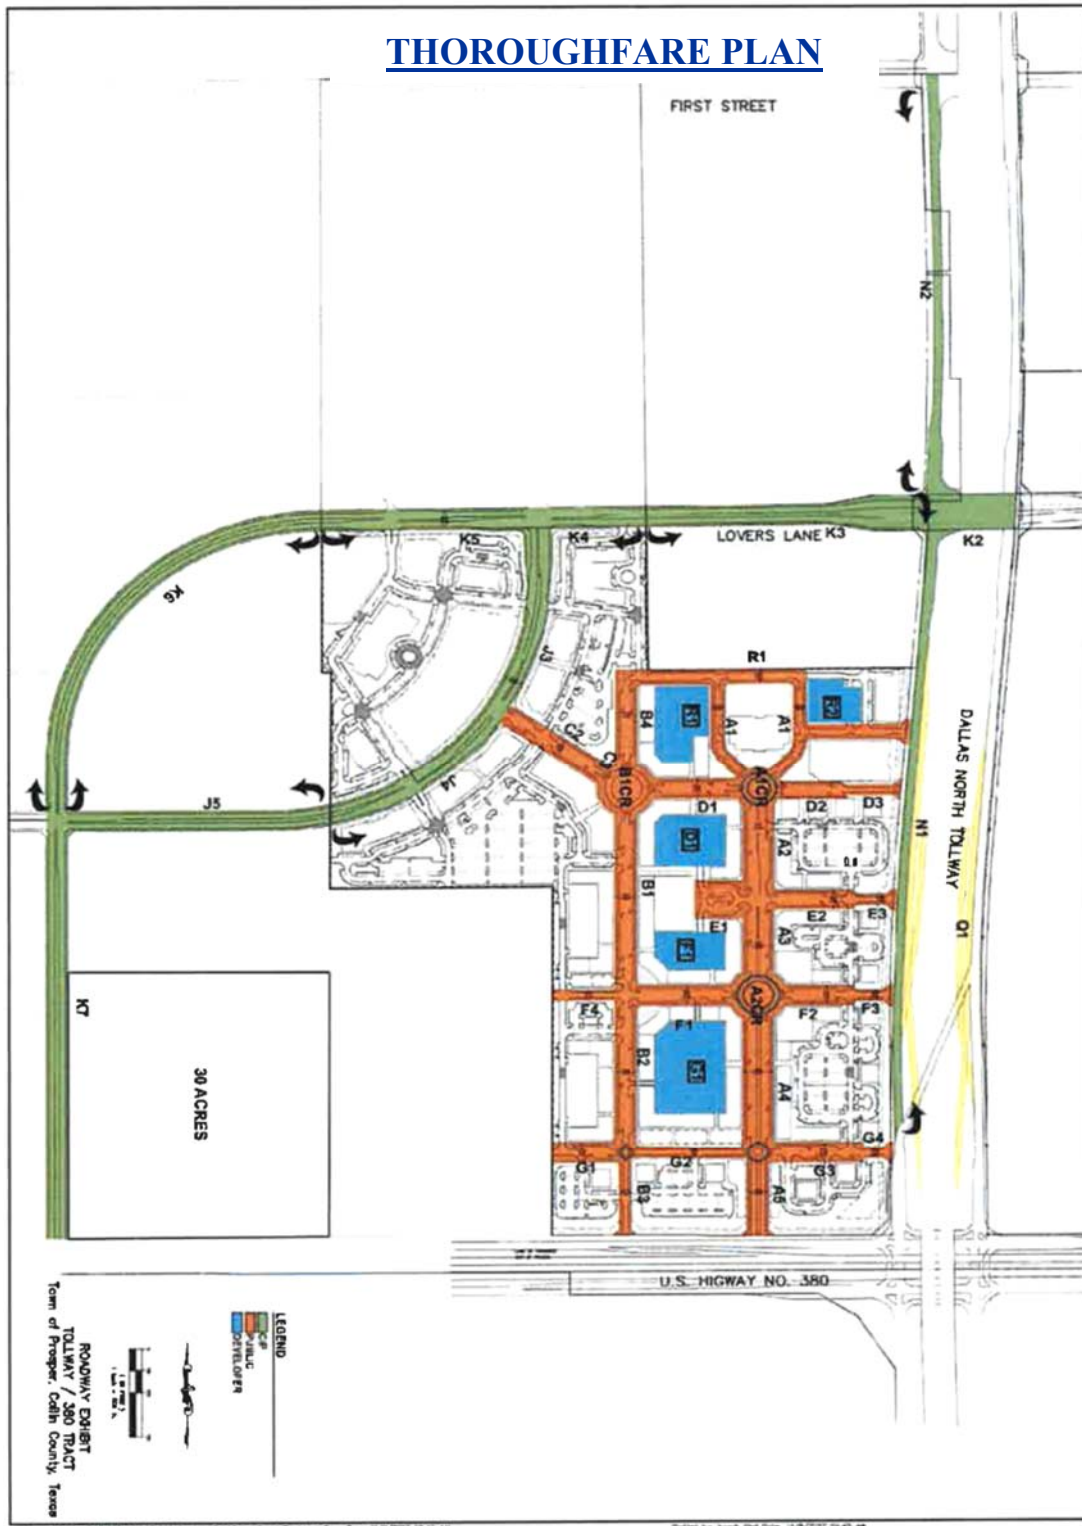 THOROUGHFARE PLAN
FIRST STREET
N2
K5
K4
LOVERS LANE
K3
K2
K6
J3
R1
B4
A1
A1
C2
B1CR
A1CR
J4
D1
D2
D3
J5
N1
DALLAS NORTH TOLLWAY
Q1
A2
B1
E1
E2
E3
A3
A2CR
F4
F1
F2
F3
K7
30 ACRES
B2
A4
G4
G1
G2
G3
B3
A5
U.S. HIGWAY NO. 380
LEGEND
CIP
PUBLIC
DEVELOPER
ROADWAY EXHIBIT
TOLLWAY / 380 TRACT
Town of Prosper, Collin County, Texas